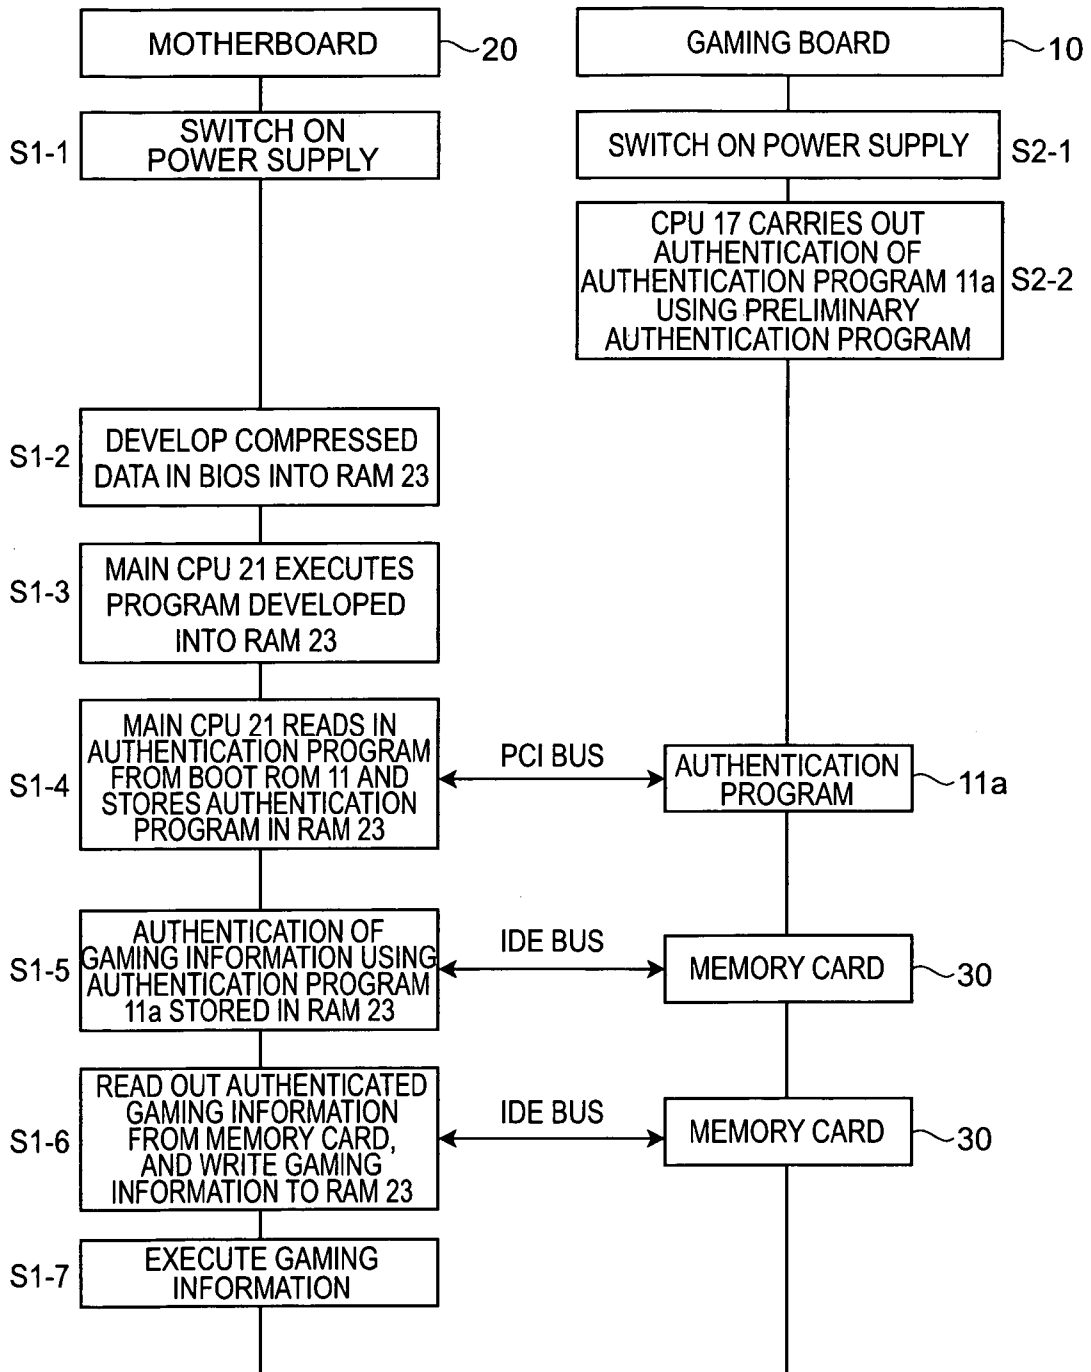 MOTHERBOARD
20
GAMING BOARD
10
S1-1
SWITCH ON
POWER SUPPLY
SWITCH ON POWER SUPPLY
S2-1
CPU 17 CARRIES OUT
AUTHENTICATION OF
AUTHENTICATION PROGRAM 11a
USING PRELIMINARY
AUTHENTICATION PROGRAM
S2-2
S1-2
DEVELOP COMPRESSED
DATA IN BIOS INTO RAM 23
S1-3
MAIN CPU 21 EXECUTES
PROGRAM DEVELOPED
INTO RAM 23
S1-4
MAIN CPU 21 READS IN
AUTHENTICATION PROGRAM
FROM BOOT ROM 11 AND
STORES AUTHENTICATION
PROGRAM IN RAM 23
PCI BUS
AUTHENTICATION
PROGRAM
11a
S1-5
AUTHENTICATION OF
GAMING INFORMATION USING
AUTHENTICATION PROGRAM
11a STORED IN RAM 23
IDE BUS
MEMORY CARD
30
S1-6
READ OUT AUTHENTICATED
GAMING INFORMATION
FROM MEMORY CARD,
AND WRITE GAMING
INFORMATION TO RAM 23
IDE BUS
MEMORY CARD
30
S1-7
EXECUTE GAMING
INFORMATION